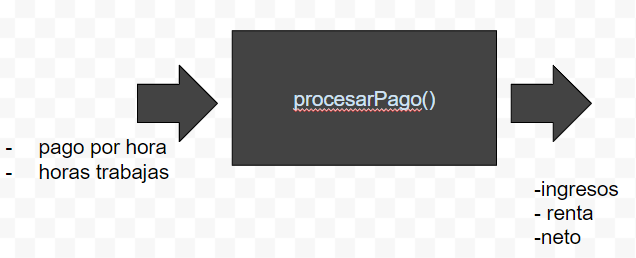 procesarPago()
- pago por hora
- horas trabajas
-ingresos
- renta
-neto